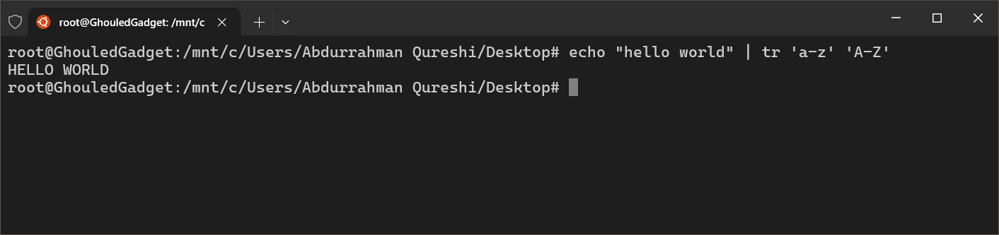 root@GhouledGadget: /mnt/c
root@GhouledGadget:/mnt/c/Users/Abdurrahman Qureshi/Desktop# echo "hello world" | tr 'a-z' 'A-Z'
HELLO WORLD
root@GhouledGadget:/mnt/c/Users/Abdurrahman Qureshi/Desktop#